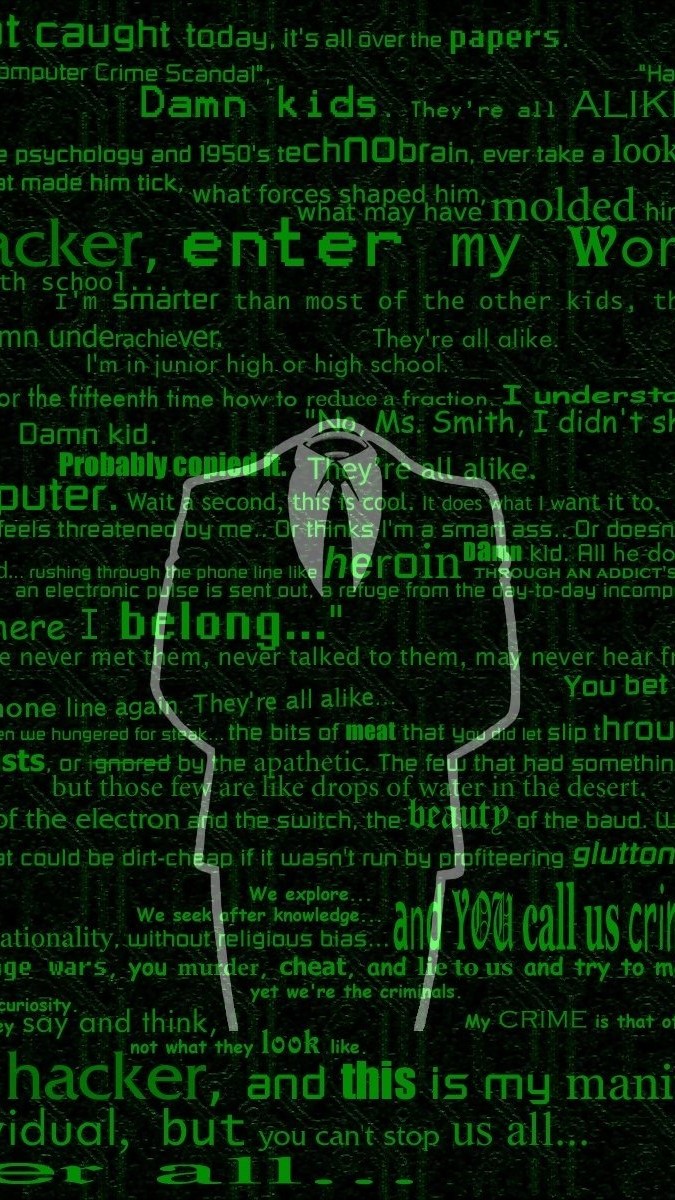 t caught today, it's all over the papers.
omputer Crime Scandal", "Ha
Damn kids. They're all ALIK
e psychology and 1950's techNObrain, ever take a look
at made him tick, what forces shaped him,
what may have molded hi
acker, enter my Wor
th school...
I'm smarter than most of the other kids, th
mn underachiever. They're all alike.
I'm in junior high or high school.
or the fifteenth time how to reduce a fraction. I understo
"No, Ms. Smith, I didn't sh
Damn kid.
Probably copied it. They're all alike.
puter. Wait a second, this is cool. It does what I want it to.
feels threatened by me.. Or thinks I'm a smart ass.. Or doesn
Damn kid. All he do
d... rushing through the phone line like heroin THROUGH AN ADDICT'S
an electronic pulse is sent out, a refuge from the day-to-day incomp
here I belong..."
e never met them, never talked to them, may never hear fr
You bet
hone line again. They're all alike...
en we hungered for steak... the bits of meat that you did let slip throu
sts, or ignored by the apathetic. The few that had somethin
but those few are like drops of water in the desert.
of the electron and the switch, the beauty of the baud. W
at could be dirt-cheap if it wasn't run by profiteering glutton
We explore...
We seek after knowledge... and YOU call us crim
ationality, without religious bias...
age wars, you murder, cheat, and lie to us and try to m
yet we're the criminals.
curiosity.
ey say and think, My CRIME is that o
not what they look like.
hacker, and this is my mani
vidual, but you can't stop us all...
er all...